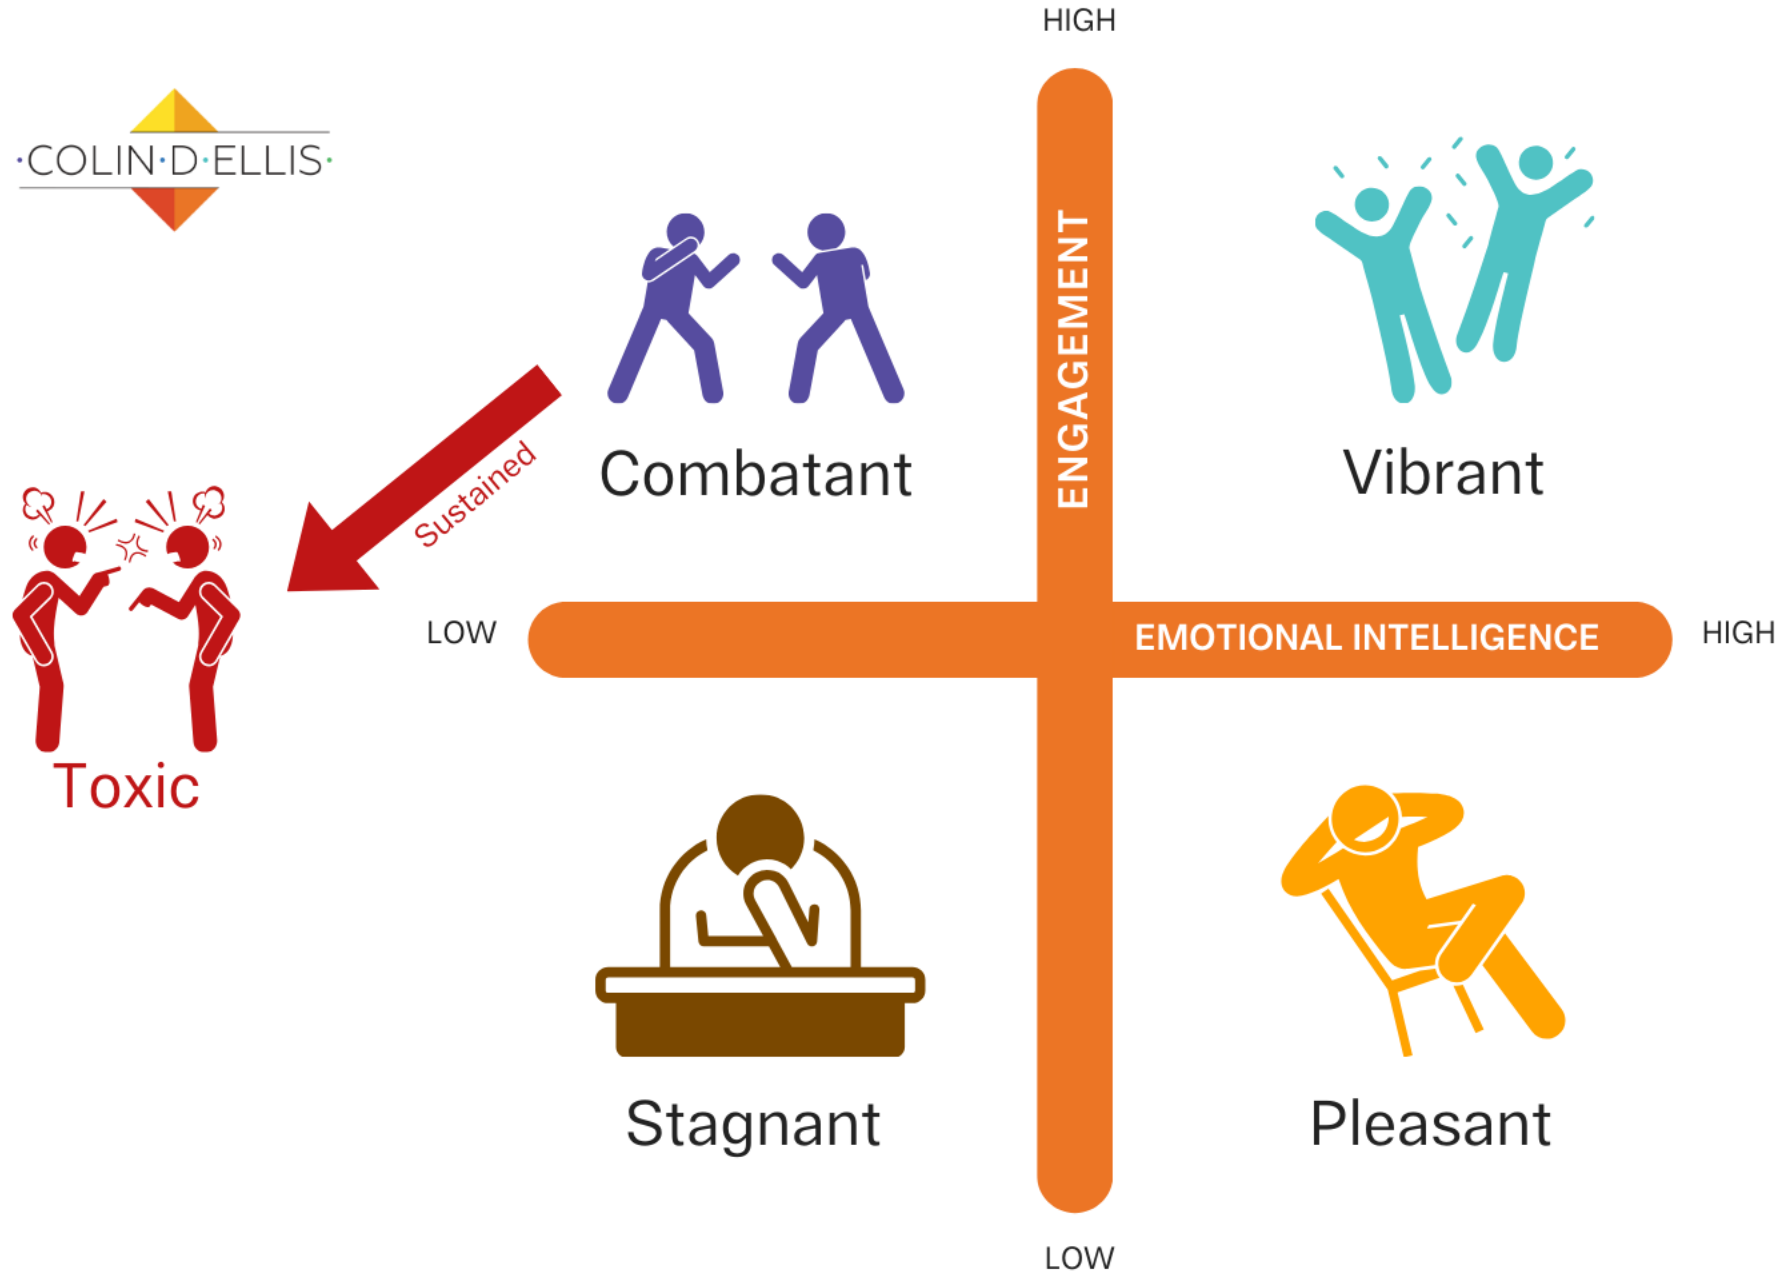 HIGH
·COLIN·D·ELLIS·
ENGAGEMENT
Combatant
Vibrant
Sustained
LOW
EMOTIONAL INTELLIGENCE
HIGH
Toxic
Stagnant
Pleasant
LOW